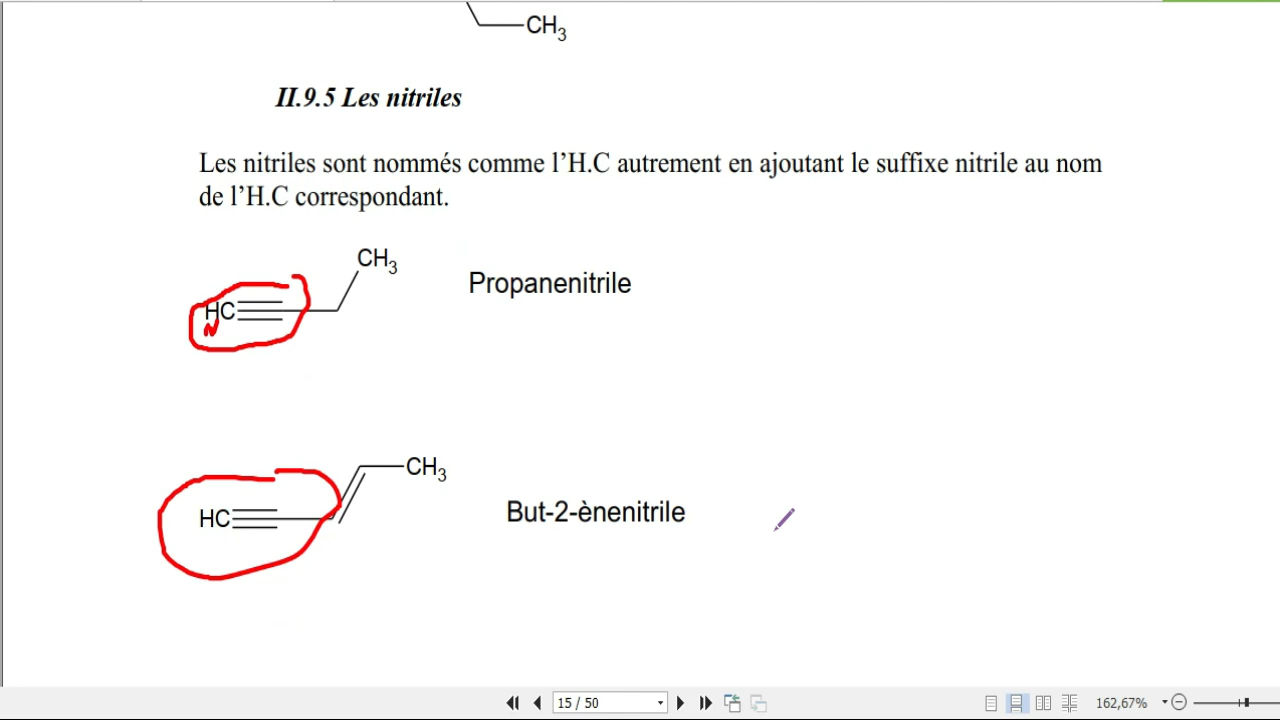 CH3
II.9.5 Les nitriles
Les nitriles sont nommés comme l’H.C autrement en ajoutant le suffixe nitrile au nom
de l’H.C correspondant.
CH3
Propanenitrile
HC
N
CH3
But-2-ènenitrile
HC
15 / 50
162,67%